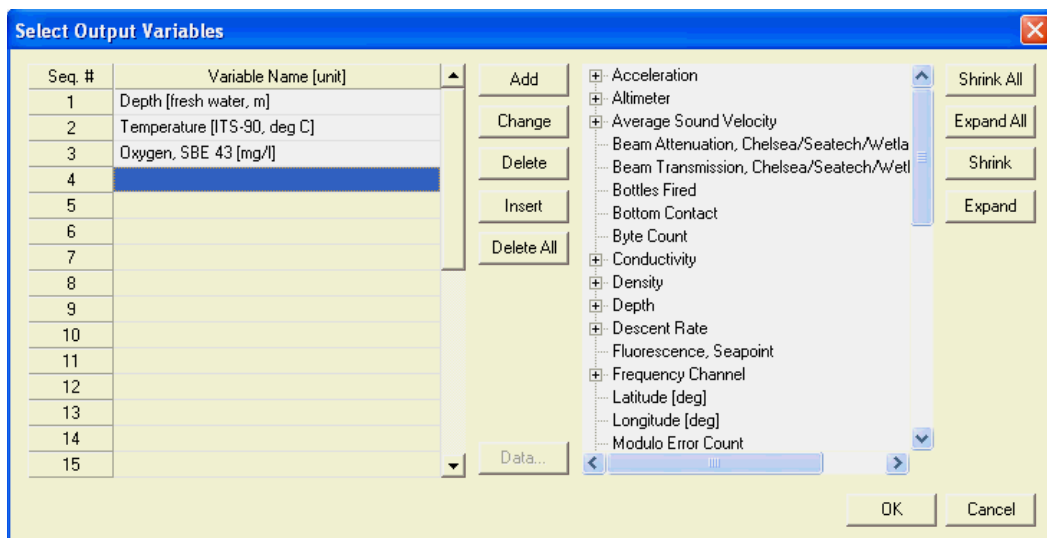 Select Output Variables
Seq. # Variable Name [unit]
1 Depth [fresh water, m]
2 Temperature [ITS-90, deg C]
3 Oxygen, SBE 43 [mg/l]
4
5
6
7
8
9
10
11
12
13
14
15
Add
Change
Delete
Insert
Delete All
Data...
Acceleration
Altimeter
Average Sound Velocity
Beam Attenuation, Chelsea/Seatech/Wetla
Beam Transmission, Chelsea/Seatech/Wetl
Bottles Fired
Bottom Contact
Byte Count
Conductivity
Density
Depth
Descent Rate
Fluorescence, Seapoint
Frequency Channel
Latitude [deg]
Longitude [deg]
Modulo Error Count
Shrink All
Expand All
Shrink
Expand
OK
Cancel